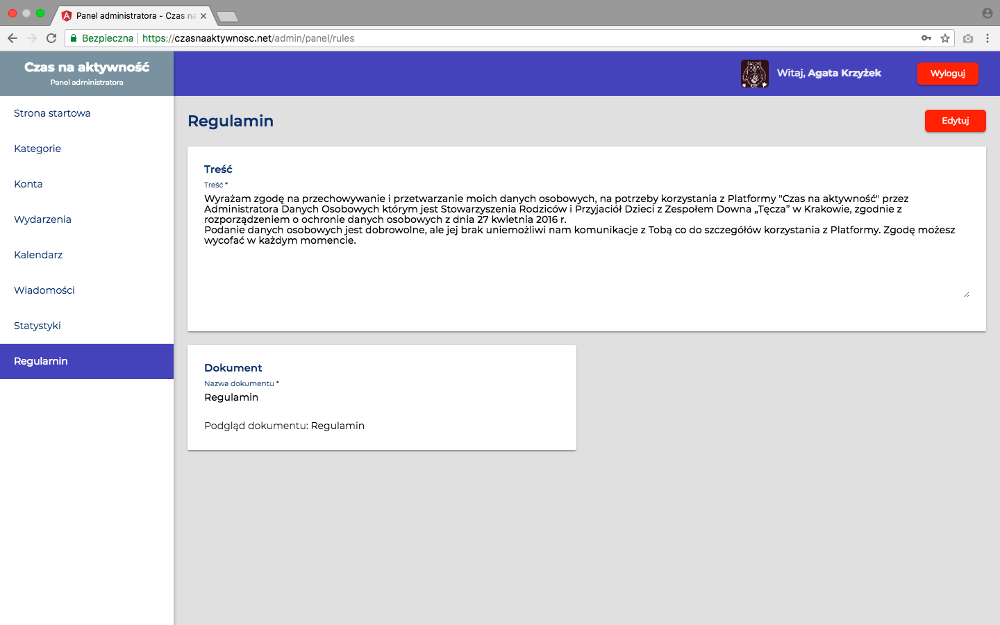 Panel administratora - Czas na
Bezpieczna
https://czasnaaktywnosc.net/admin/panel/rules
Czas na aktywność
Panel administratora
Witaj, Agata Krzyżek
Wyloguj
Strona startowa
Kategorie
Konta
Wydarzenia
Kalendarz
Wiadomości
Statystyki
Regulamin
Regulamin
Edytuj
Treść
Treść *
Wyrażam zgodę na przechowywanie i przetwarzanie moich danych osobowych, na potrzeby korzystania z Platformy "Czas na aktywność" przez
Administratora Danych Osobowych którym jest Stowarzyszenia Rodziców i Przyjaciół Dzieci z Zespołem Downa „Tęcza” w Krakowie, zgodnie z
rozporządzeniem o ochronie danych osobowych z dnia 27 kwietnia 2016 r.
Podanie danych osobowych jest dobrowolne, ale jej brak uniemożliwi nam komunikacje z Tobą co do szczegółów korzystania z Platformy. Zgodę możesz
wycofać w każdym momencie.
Dokument
Nazwa dokumentu *
Regulamin
Podgląd dokumentu: Regulamin